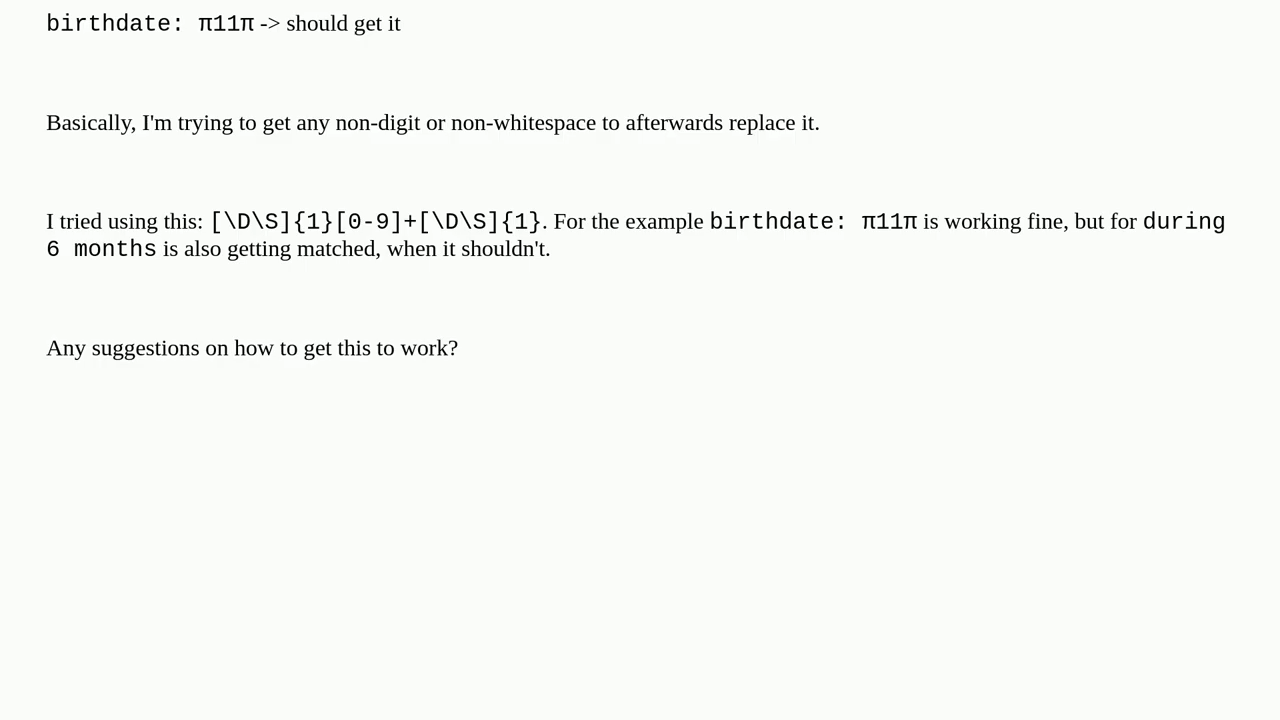 birthdate: π11π -> should get it
Basically, I'm trying to get any non-digit or non-whitespace to afterwards replace it.
I tried using this: [\D\S]{1}[0-9]+[\D\S]{1}. For the example birthdate: π11π is working fine, but for during
6 months is also getting matched, when it shouldn't.
Any suggestions on how to get this to work?